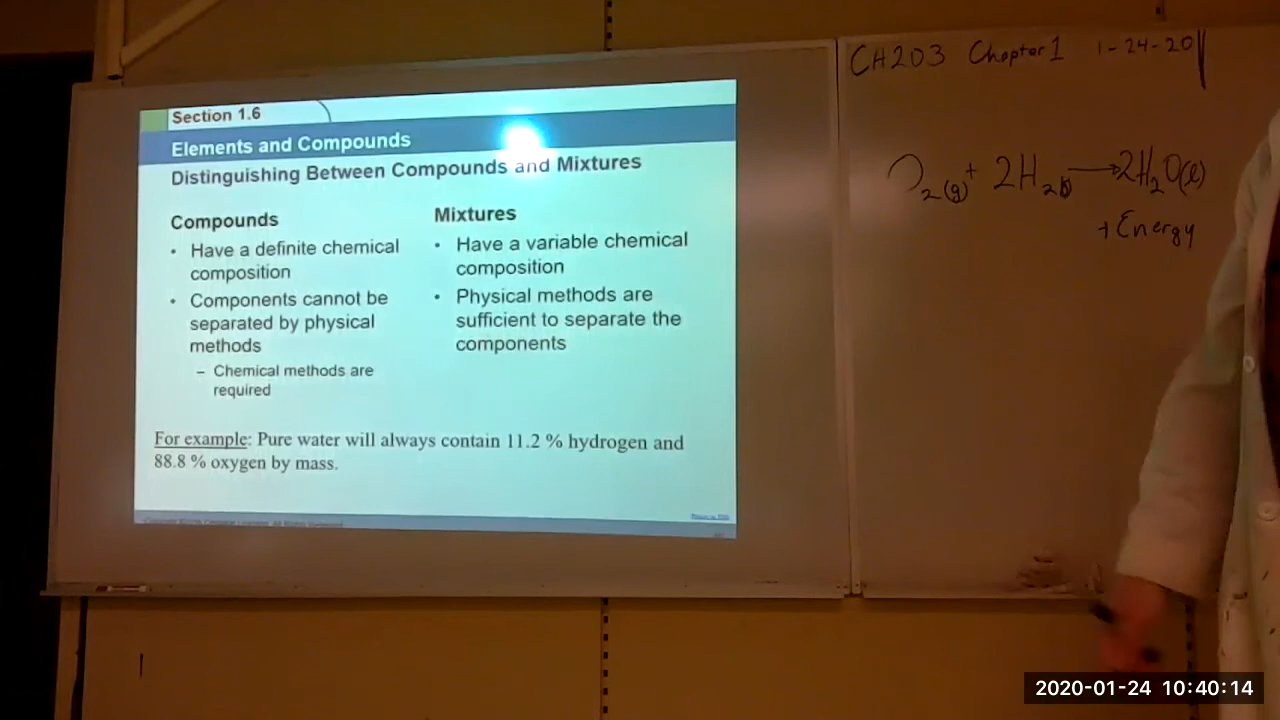 Section 1.6
Elements and Compounds
Distinguishing Between Compounds and Mixtures
Compounds
• Have a definite chemical
composition
• Components cannot be
separated by physical
methods
– Chemical methods are
required
Mixtures
• Have a variable chemical
composition
• Physical methods are
sufficient to separate the
components
For example: Pure water will always contain 11.2 % hydrogen and
88.8 % oxygen by mass.
CH203 Chapter 1 1-24-20
O₂(g) + 2H₂ → 2H₂O(l)
+ Energy
2020-01-24 10:40:14